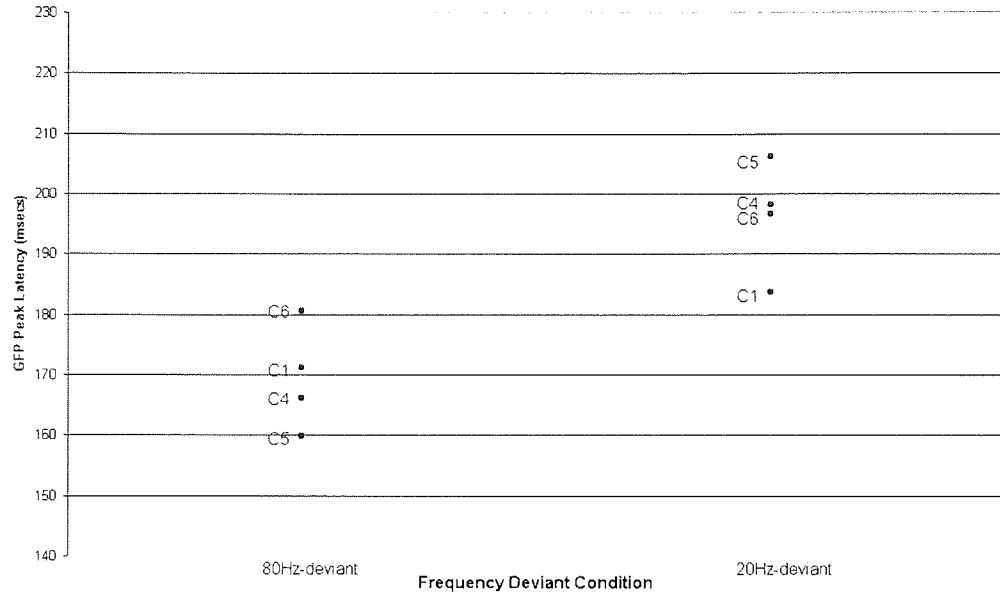 230
220
210
200
190
180
170
160
150
140
GFP Peak Latency (msecs)
C6
C1
C4
C5
C5
C4
C6
C1
80Hz-deviant
20Hz-deviant
Frequency Deviant Condition